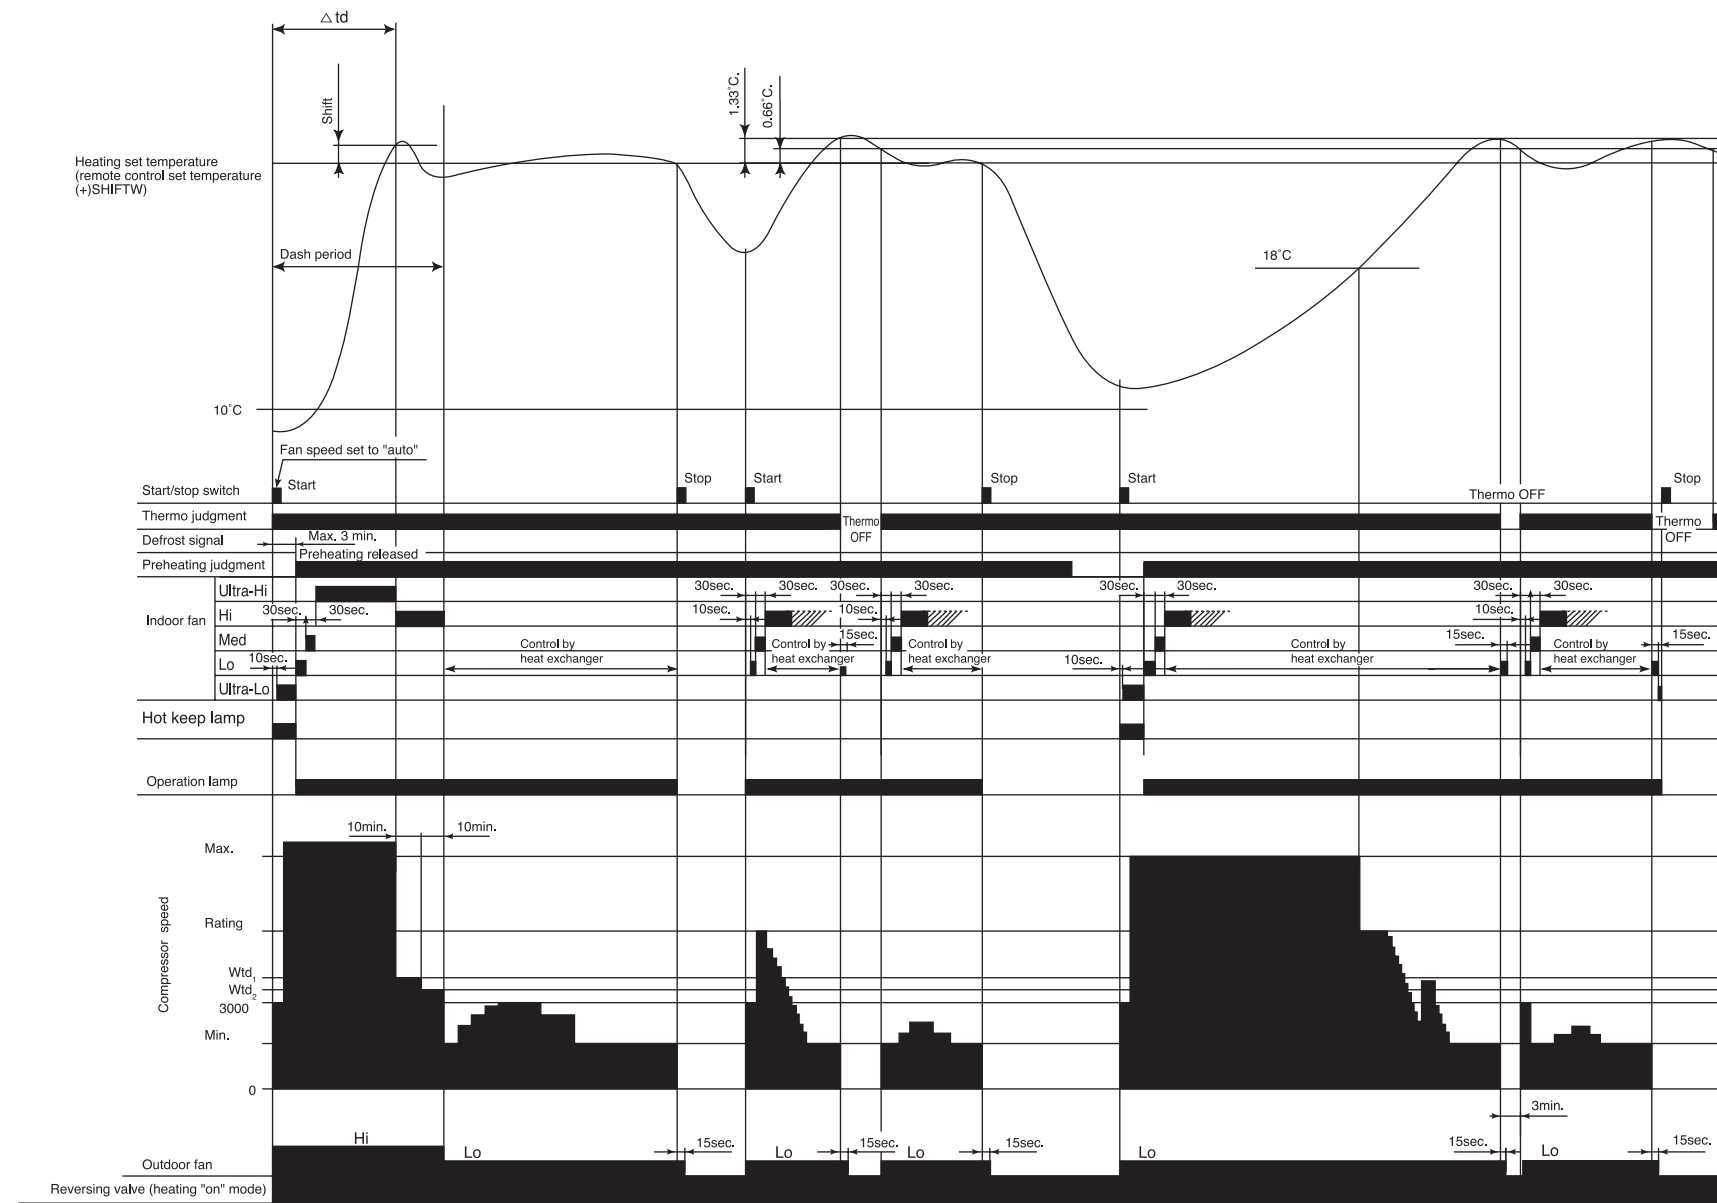 △ td
Shift
1.33°C.
0.66°C.
Heating set temperature
(remote control set temperature
(+)SHIFTW)
Dash period
18°C
10°C
Fan speed set to "auto"
Start/stop switch
Start
Stop
Start
Stop
Start
Thermo OFF
Stop
Thermo judgment
Thermo
OFF
Thermo
OFF
Defrost signal
Max. 3 min.
Preheating judgment
Preheating released
Indoor fan
Ultra-Hi
30sec.
30sec.
30sec.
30sec.
30sec.
30sec.
30sec.
30sec.
Hi
30sec.
30sec.
10sec.
10sec.
10sec.
Med
Control by
heat exchanger
Control by
heat exchanger
15sec.
Control by
heat exchanger
Control by
heat exchanger
15sec.
Control by
heat exchanger
15sec.
Lo
10sec.
10sec.
Ultra-Lo
Hot keep lamp
Operation lamp
10min.
10min.
Compressor speed
Max.
Rating
Wtd1
Wtd2
3000
Min.
0
3min.
Outdoor fan
Hi
Lo
15sec.
Lo
15sec.
Lo
15sec.
Lo
15sec.
Lo
15sec.
Reversing valve (heating "on" mode)